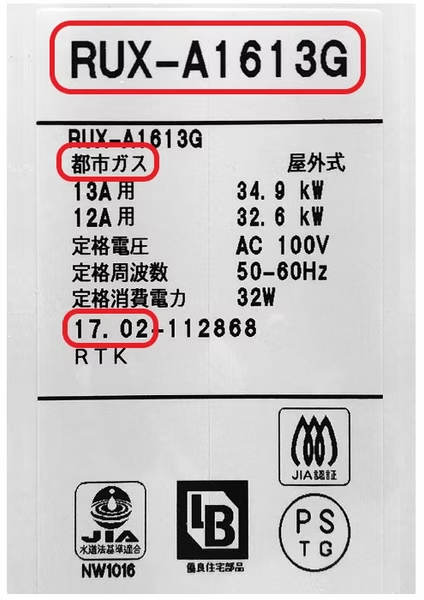 RUX-A1613G
RUX-A1613G
都市ガス 屋外式
13A用 34.9 kW
12A用 32.6 kW
定格電圧 AC 100V
定格周波数 50-60Hz
定格消費電力 32W
17.02-112868
RTK
JIA認証
JIA
水道法基準適合
NW1016
LB
優良住宅部品
PS
TG